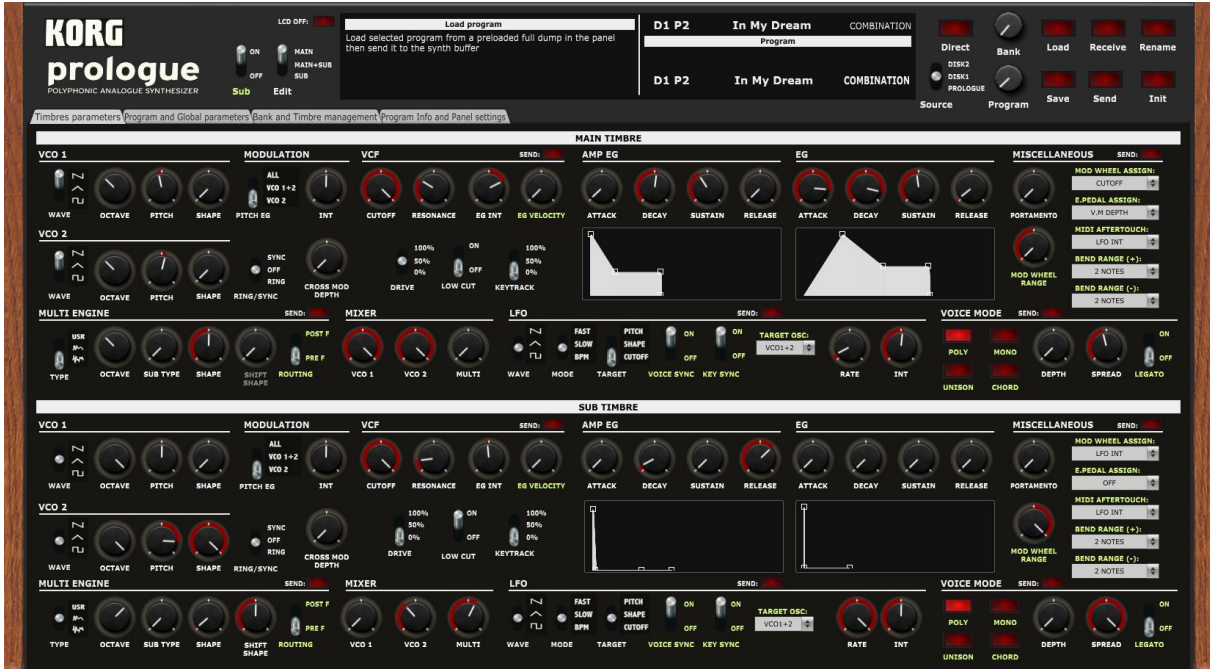 KORG
prologue
POLYPHONIC ANALOGUE SYNTHESIZER
LCD OFF:
ON
OFF
Sub
MAIN
MAIN+SUB
SUB
Edit
Load program
Load selected program from a preloaded full dump in the panel
then send it to the synth buffer
D1 P2 In My Dream COMBINATION
Program
D1 P2 In My Dream COMBINATION
Direct
Bank
Load
Receive
Rename
DISK2
DISK1
PROLOGUE
Source
Program
Save
Send
Init
Timbres parameters
Program and Global parameters
Bank and Timbre management
Program Info and Panel settings
MAIN TIMBRE
VCO 1
MODULATION
VCF
SEND:
AMP EG
EG
MISCELLANEOUS
SEND:
ALL
VCO 1+2
VCO 2
WAVE
OCTAVE
PITCH
SHAPE
PITCH EG
INT
CUTOFF
RESONANCE
EG INT
EG VELOCITY
ATTACK
DECAY
SUSTAIN
RELEASE
ATTACK
DECAY
SUSTAIN
RELEASE
PORTAMENTO
MOD WHEEL ASSIGN:
CUTOFF
E.PEDAL ASSIGN:
V.M DEPTH
MIDI AFTERTOUCH:
LFO INT
BEND RANGE (+):
2 NOTES
BEND RANGE (-):
2 NOTES
MOD WHEEL
RANGE
VCO 2
SYNC
OFF
RING
WAVE
OCTAVE
PITCH
SHAPE
RING/SYNC
CROSS MOD
DEPTH
100%
50%
0%
DRIVE
ON
OFF
LOW CUT
100%
50%
0%
KEYTRACK
MULTI ENGINE
SEND:
MIXER
LFO
SEND:
VOICE MODE
SEND:
USR
TYPE
OCTAVE
SUB TYPE
SHAPE
SHIFT
SHAPE
POST F
PRE F
ROUTING
VCO 1
VCO 2
MULTI
WAVE
FAST
SLOW
BPM
MODE
PITCH
SHAPE
CUTOFF
TARGET
ON
OFF
VOICE SYNC
ON
OFF
KEY SYNC
TARGET OSC:
VCO1+2
RATE
INT
POLY
MONO
UNISON
CHORD
DEPTH
SPREAD
ON
OFF
LEGATO
SUB TIMBRE
VCO 1
MODULATION
VCF
SEND:
AMP EG
EG
MISCELLANEOUS
SEND:
ALL
VCO 1+2
VCO 2
WAVE
OCTAVE
PITCH
SHAPE
PITCH EG
INT
CUTOFF
RESONANCE
EG INT
EG VELOCITY
ATTACK
DECAY
SUSTAIN
RELEASE
ATTACK
DECAY
SUSTAIN
RELEASE
PORTAMENTO
MOD WHEEL ASSIGN:
LFO INT
E.PEDAL ASSIGN:
OFF
MIDI AFTERTOUCH:
LFO INT
BEND RANGE (+):
2 NOTES
BEND RANGE (-):
2 NOTES
MOD WHEEL
RANGE
VCO 2
SYNC
OFF
RING
WAVE
OCTAVE
PITCH
SHAPE
RING/SYNC
CROSS MOD
DEPTH
100%
50%
0%
DRIVE
ON
OFF
LOW CUT
100%
50%
0%
KEYTRACK
MULTI ENGINE
SEND:
MIXER
LFO
SEND:
VOICE MODE
SEND:
USR
TYPE
OCTAVE
SUB TYPE
SHAPE
SHIFT
SHAPE
POST F
PRE F
ROUTING
VCO 1
VCO 2
MULTI
WAVE
FAST
SLOW
BPM
MODE
PITCH
SHAPE
CUTOFF
TARGET
ON
OFF
VOICE SYNC
ON
OFF
KEY SYNC
TARGET OSC:
VCO1+2
RATE
INT
POLY
MONO
UNISON
CHORD
DEPTH
SPREAD
ON
OFF
LEGATO